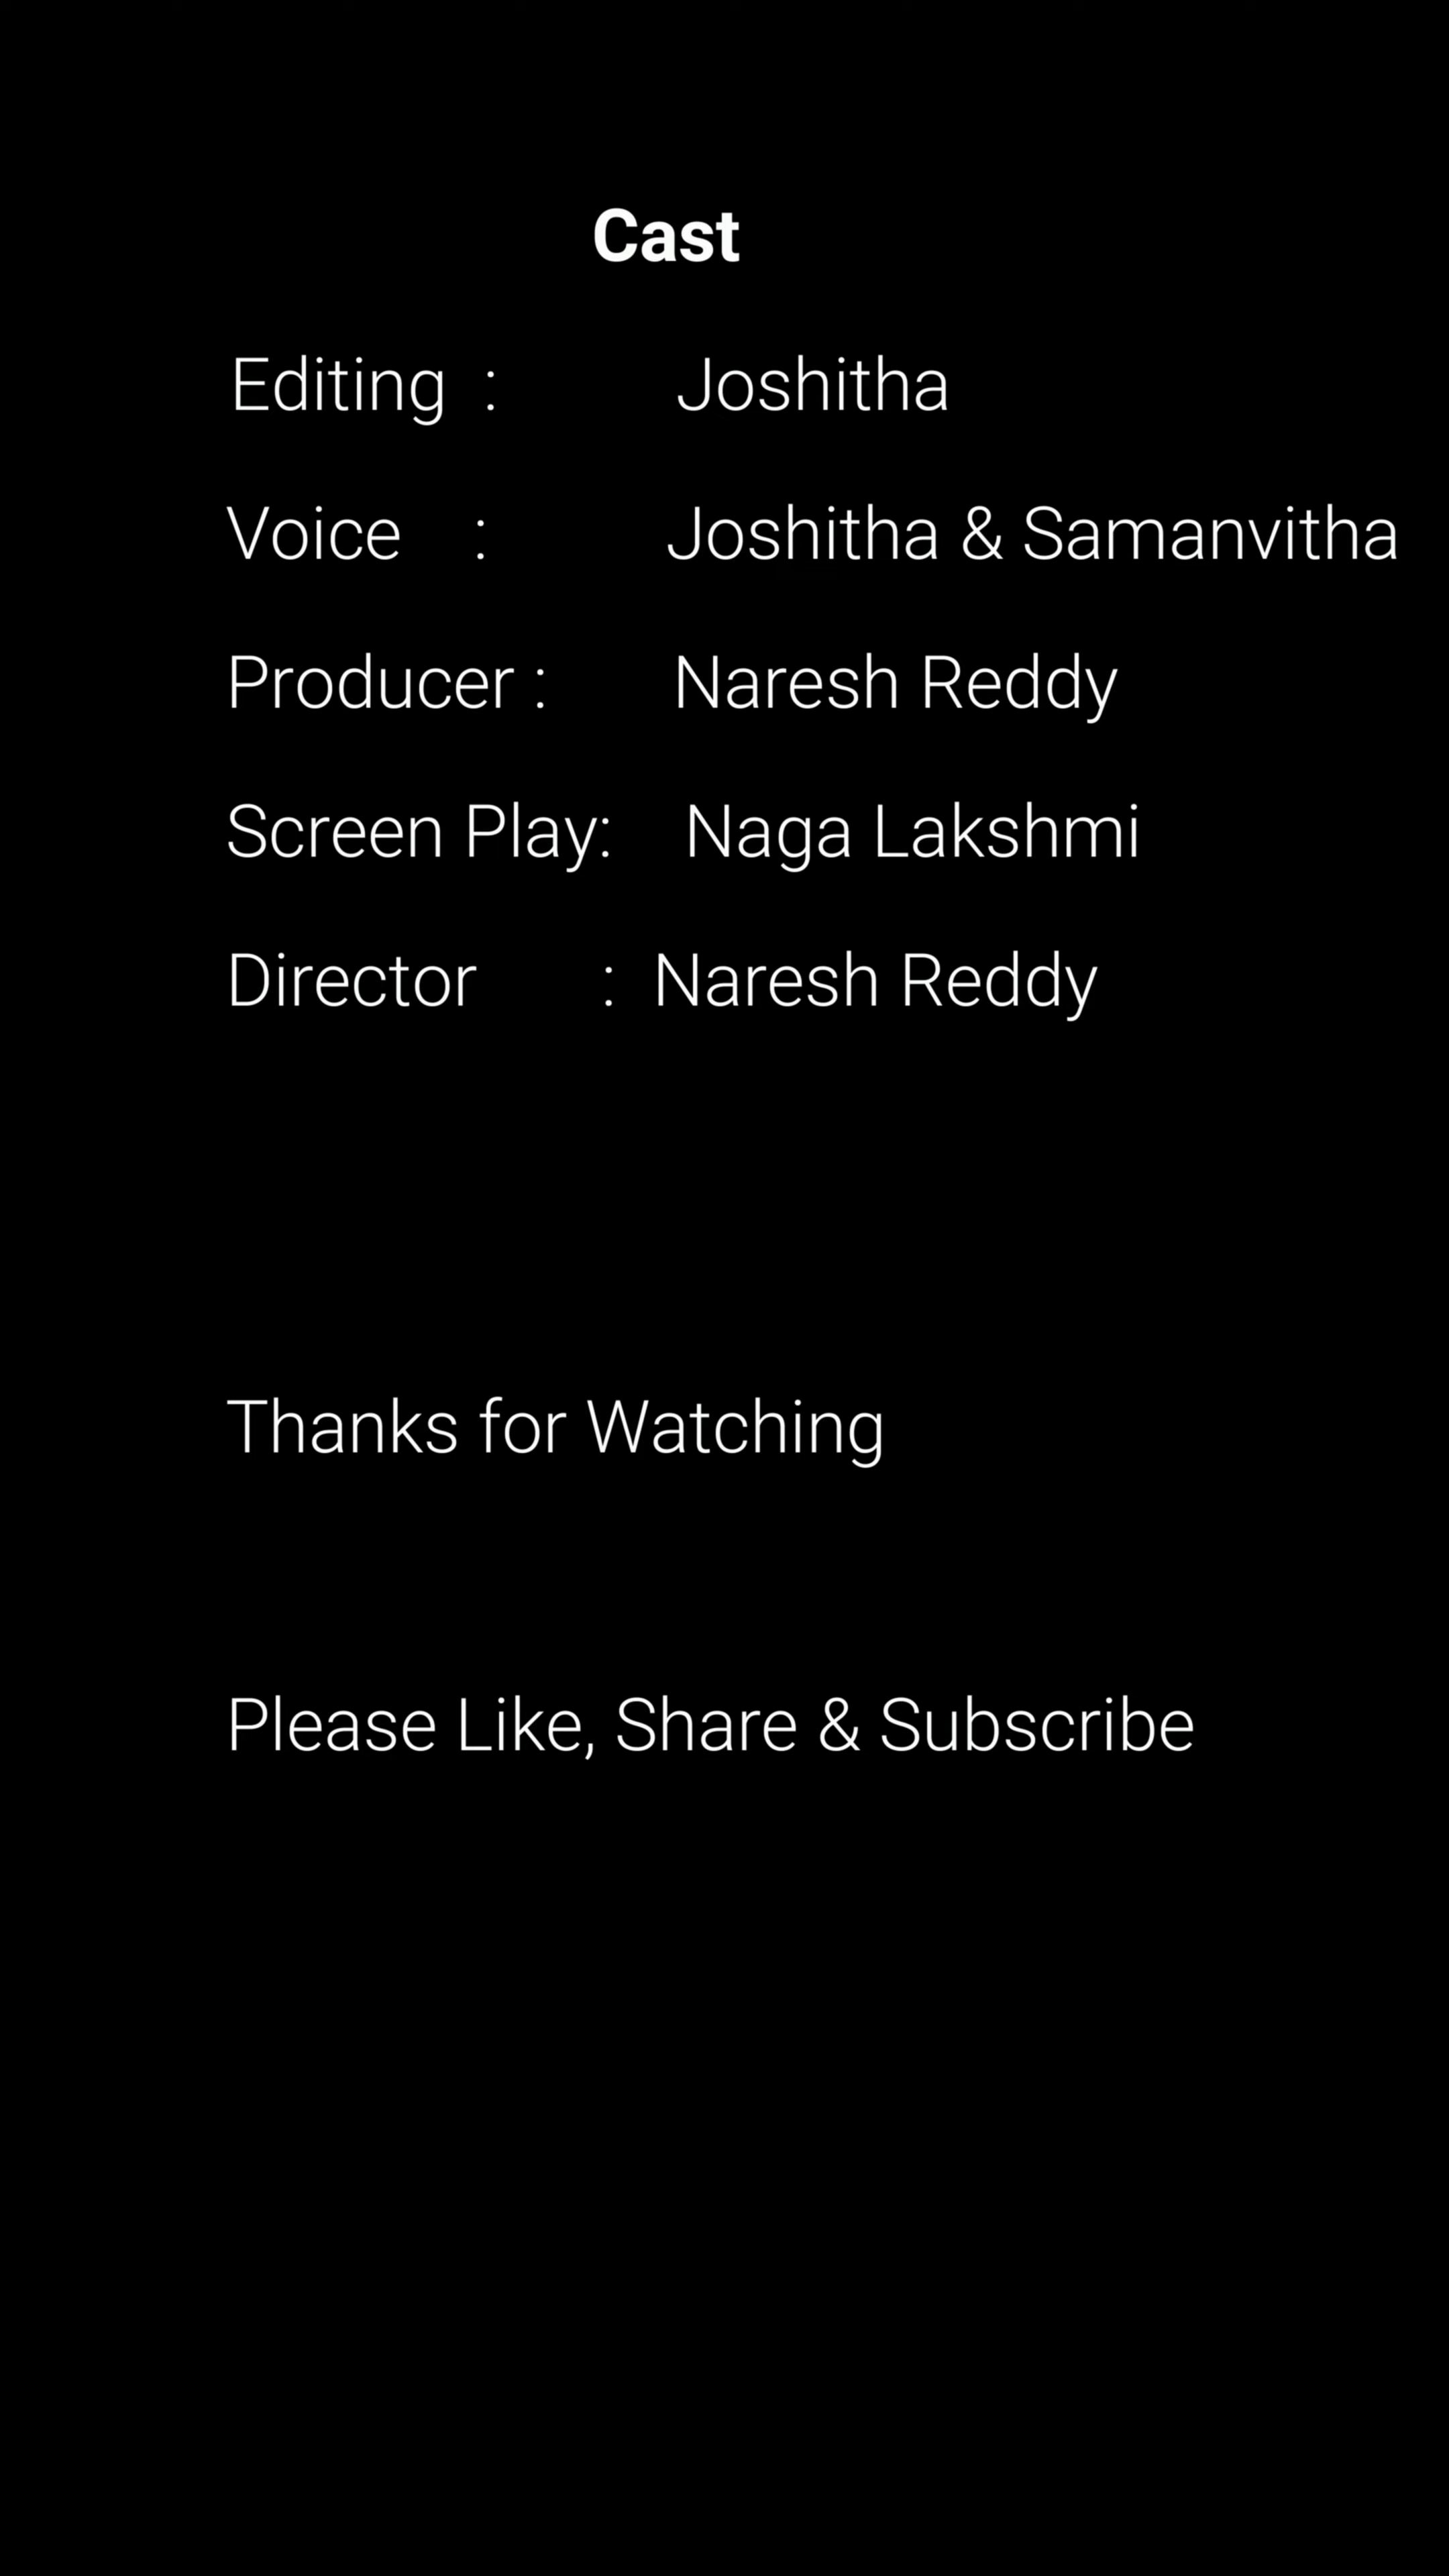 Cast
Editing : Joshitha
Voice : Joshitha & Samanvitha
Producer : Naresh Reddy
Screen Play: Naga Lakshmi
Director : Naresh Reddy
Thanks for Watching
Please Like, Share & Subscribe